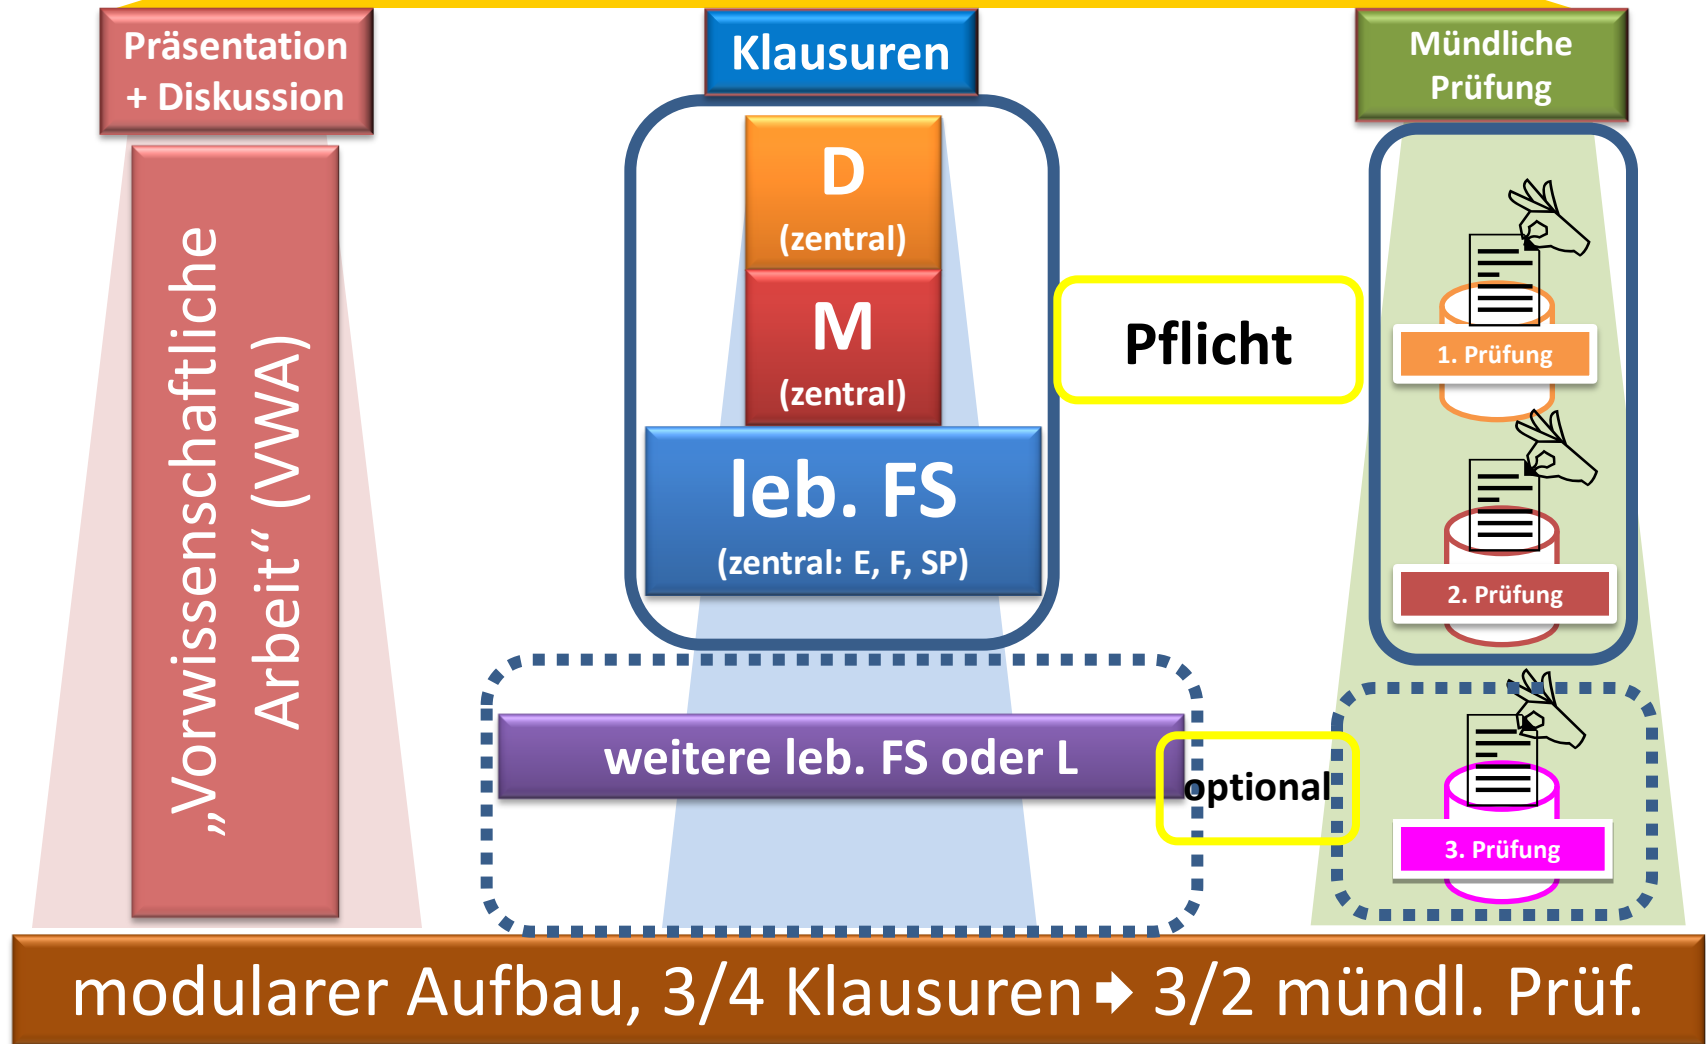 Präsentation
+ Diskussion
Klausuren
Mündliche
Prüfung
„Vorwissenschaftliche
Arbeit“ (VWA)
D
(zentral)
M
(zentral)
leb. FS
(zentral: E, F, SP)
Pflicht
1. Prüfung
2. Prüfung
weitere leb. FS oder L
optional
3. Prüfung
modularer Aufbau, 3/4 Klausuren 🡆 3/2 mündl. Prüf.